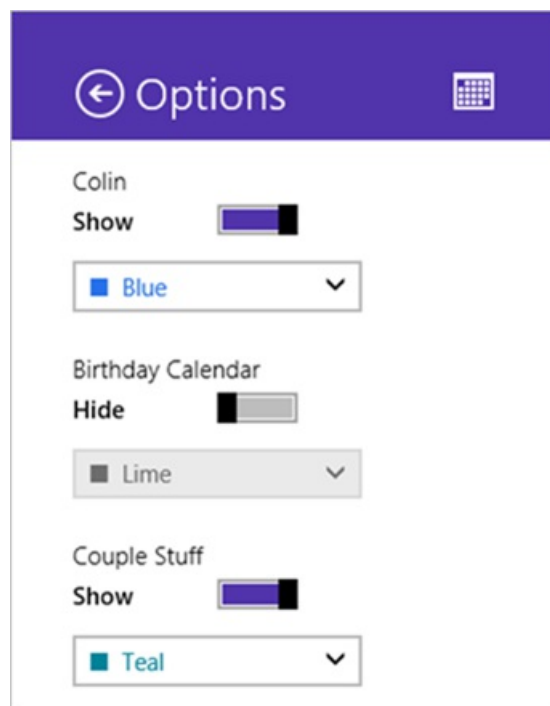 Options
Colin
Show
Blue
Birthday Calendar
Hide
Lime
Couple Stuff
Show
Teal